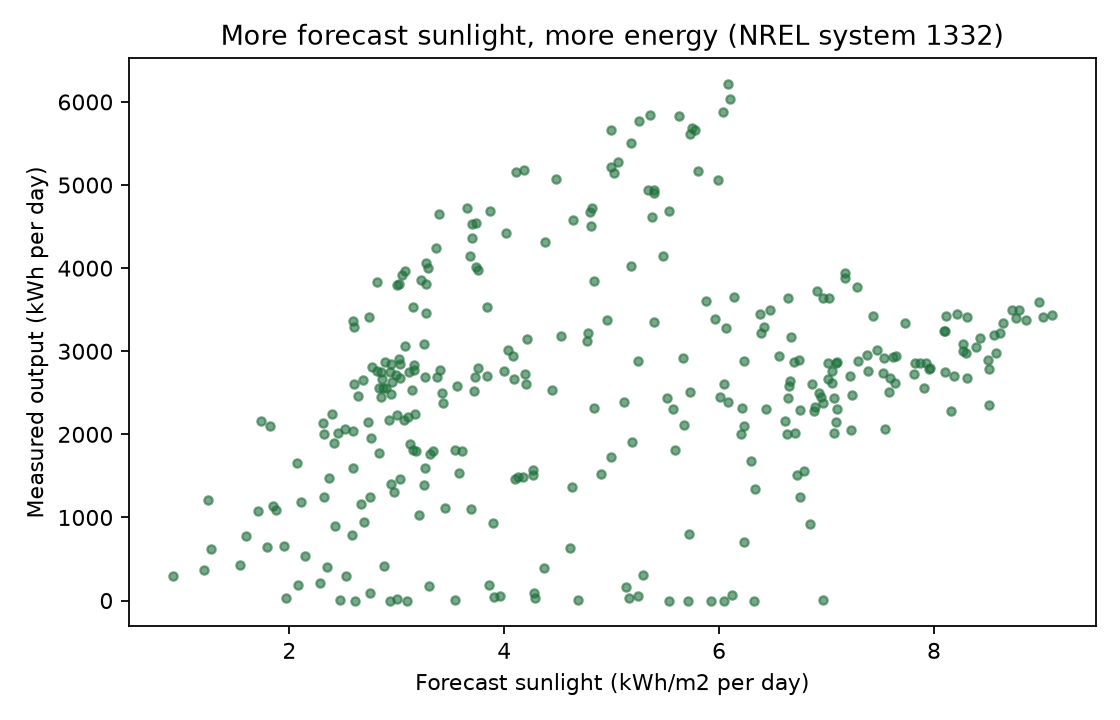 More forecast sunlight, more energy (NREL system 1332)
Measured output (kWh per day)
6000
5000
4000
3000
2000
1000
0
2 4 6 8
Forecast sunlight (kWh/m2 per day)